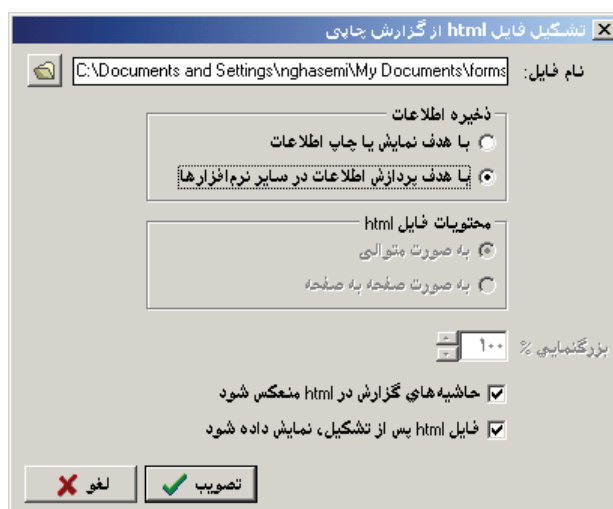 تشکیل فایل html از گزارش چاپی
نام فایل: C:\Documents and Settings\nghasemi\My Documents\forms
ذخیره اطلاعات
با هدف نمایش یا چاپ اطلاعات
با هدف پردازش اطلاعات در سایر نرم‌افزارها
محتویات فایل html
به صورت متوالی
به صورت صفحه به صفحه
بزرگنمایی % ۱۰۰
حاشیه‌های گزارش در html منعکس شود
فایل html پس از تشکیل، نمایش داده شود
تصویب لغو